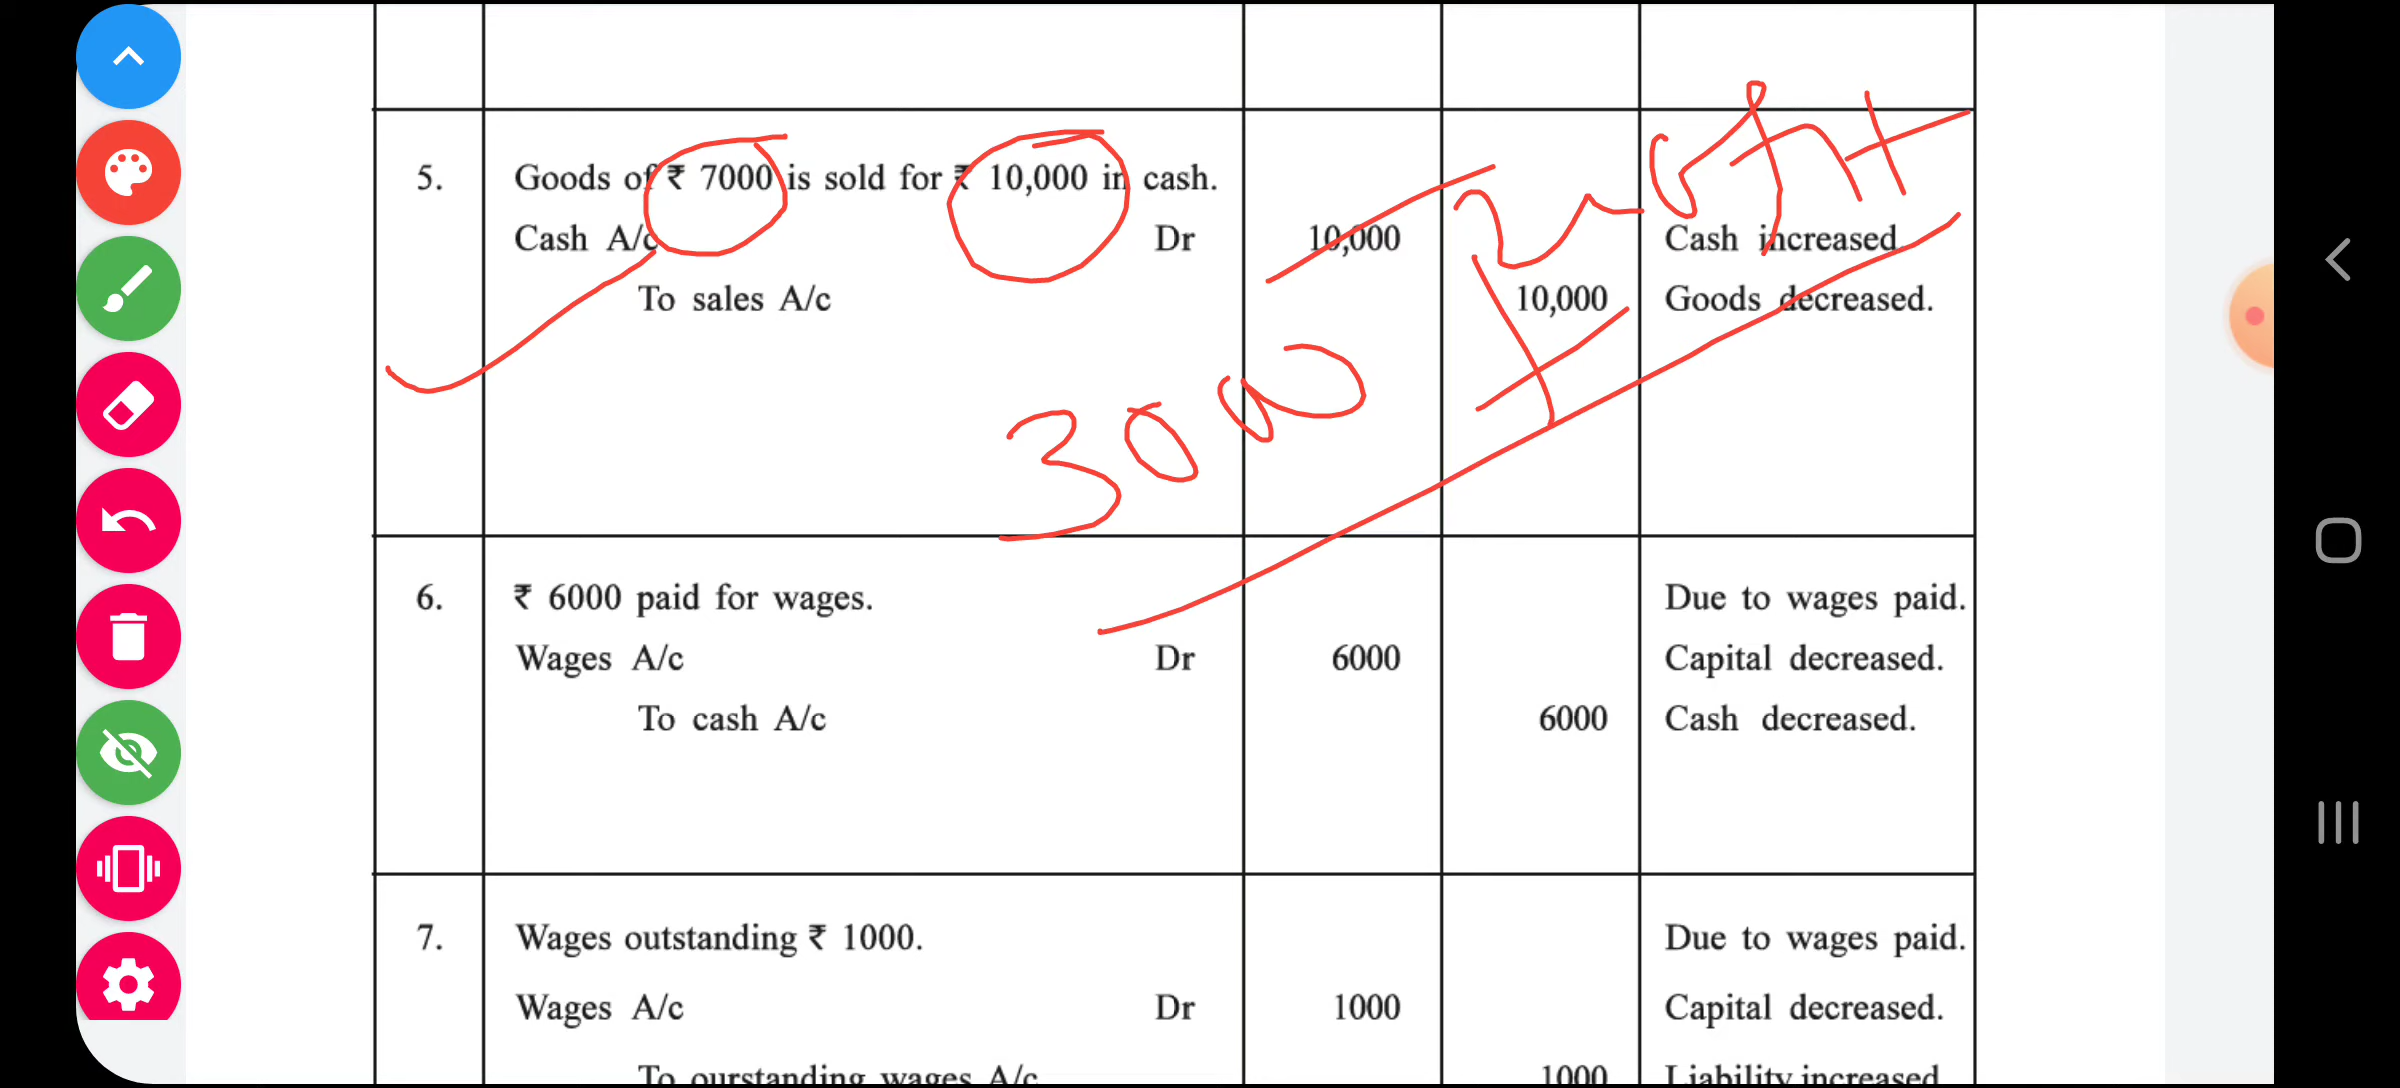 5. Goods of ₹ 7000 is sold for ₹ 10,000 in cash.
Cash A/c Dr 10,000 Cash increased.
To sales A/c 10,000 Goods decreased.
3000
6. ₹ 6000 paid for wages. Due to wages paid.
Wages A/c Dr 6000 Capital decreased.
To cash A/c 6000 Cash decreased.
7. Wages outstanding ₹ 1000. Due to wages paid.
Wages A/c Dr 1000 Capital decreased.
To ourstanding wages A/c 1000 Liability increased